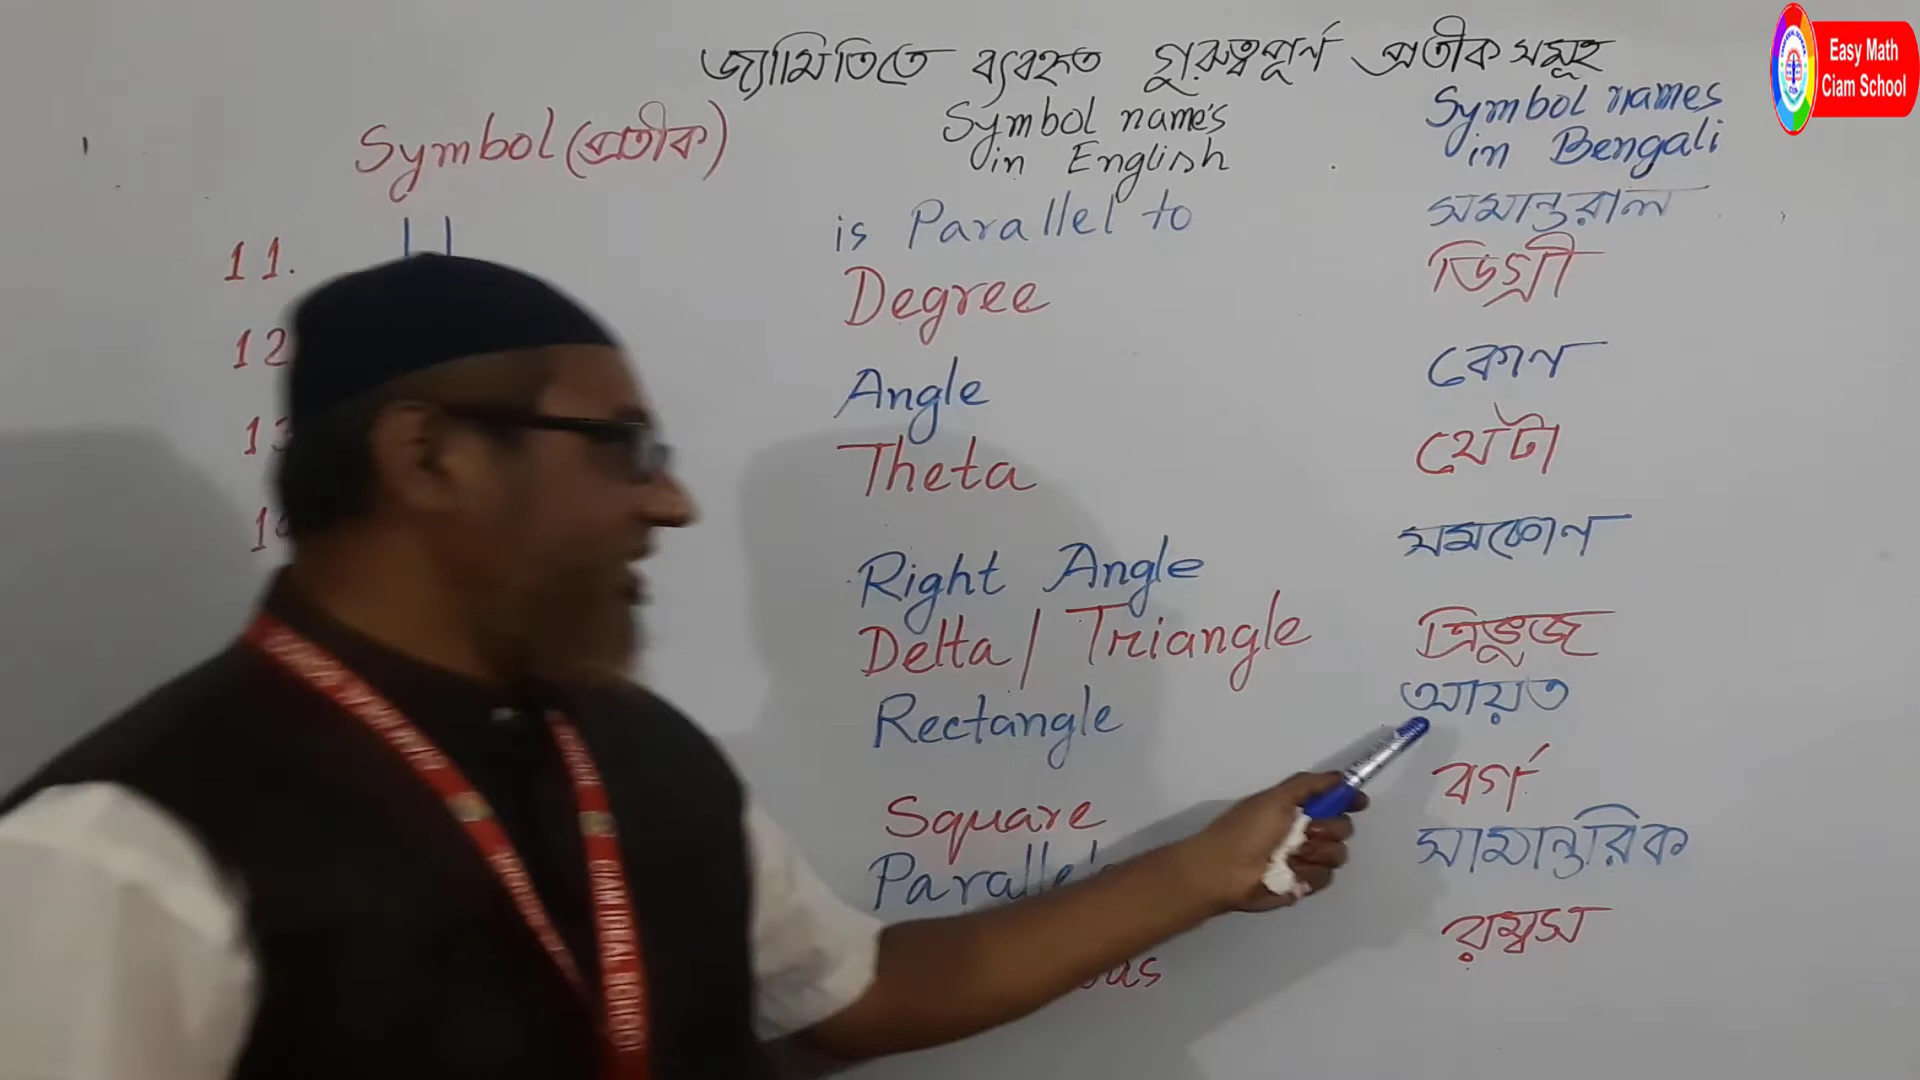 জ্যামিতিতে ব্যবহৃত গুরুত্বপূর্ণ প্রতীক সমূহ
Easy Math
Ciam School
Symbol (প্রতীক)
Symbol name's
in English
Symbol names
in Bengali
11. || is Parallel to সমান্তরাল
12 Degree ডিগ্রী
13 Angle কোণ
Theta থেটা
Right Angle সমকোণ
Delta / Triangle ত্রিভুজ
Rectangle আয়ত
Square বর্গ
সামান্তরিক
রম্বস